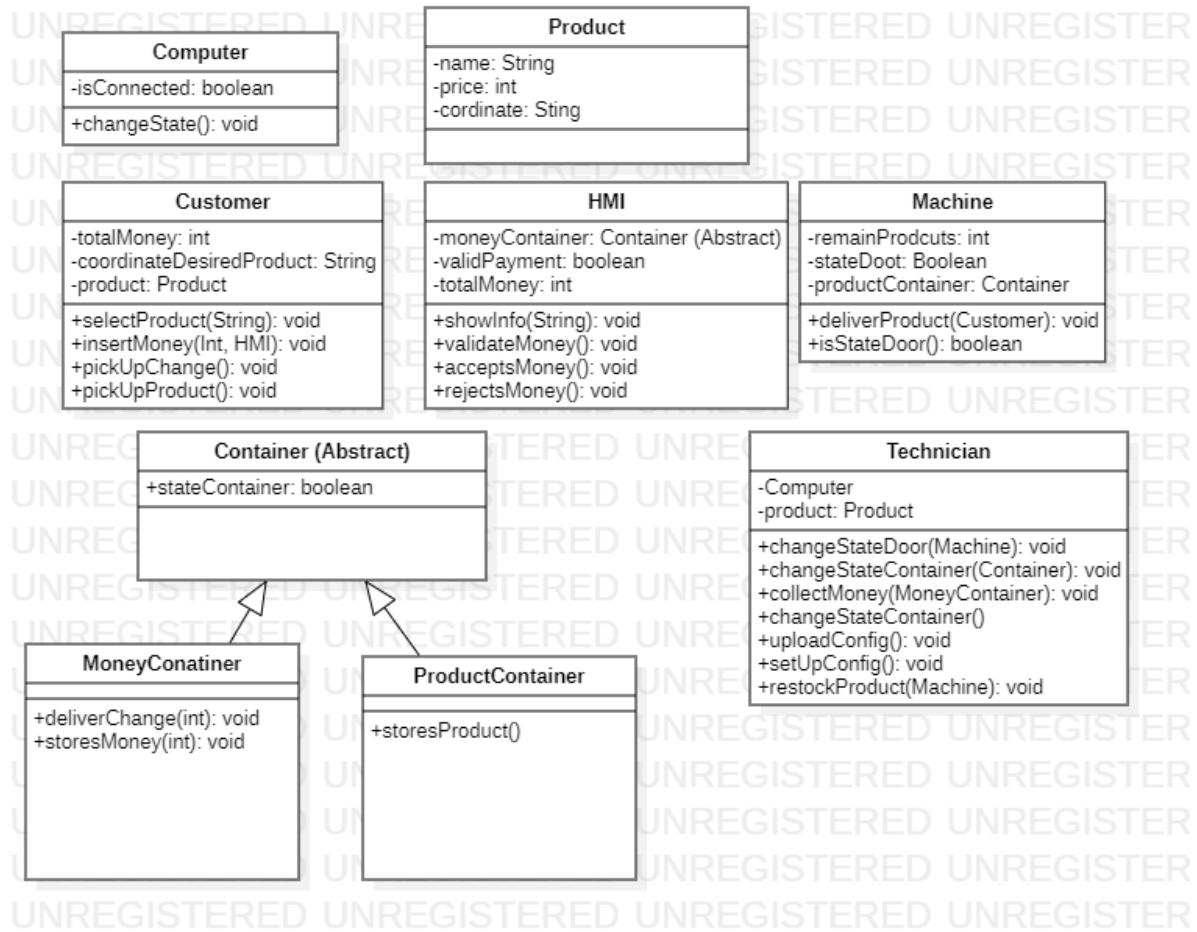 Computer
-isConnected: boolean
+changeState(): void
Product
-name: String
-price: int
-cordinate: Sting
Customer
-totalMoney: int
-coordinateDesiredProduct: String
-product: Product
+selectProduct(String): void
+insertMoney(Int, HMI): void
+pickUpChange(): void
+pickUpProduct(): void
HMI
-moneyContainer: Container (Abstract)
-validPayment: boolean
-totalMoney: int
+showInfo(String): void
+validateMoney(): void
+acceptsMoney(): void
+rejectsMoney(): void
Machine
-remainProdcuts: int
-stateDoot: Boolean
-productContainer: Container
+deliverProduct(Customer): void
+isStateDoor(): boolean
Container (Abstract)
+stateContainer: boolean
Technician
-Computer
-product: Product
+changeStateDoor(Machine): void
+changeStateContainer(Container): void
+collectMoney(MoneyContainer): void
+changeStateContainer()
+uploadConfig(): void
+setUpConfig(): void
+restockProduct(Machine): void
MoneyConatiner
+deliverChange(int): void
+storesMoney(int): void
ProductContainer
+storesProduct()
UNREGISTERED UNREGISTERED UNREGISTERED UNREGISTER